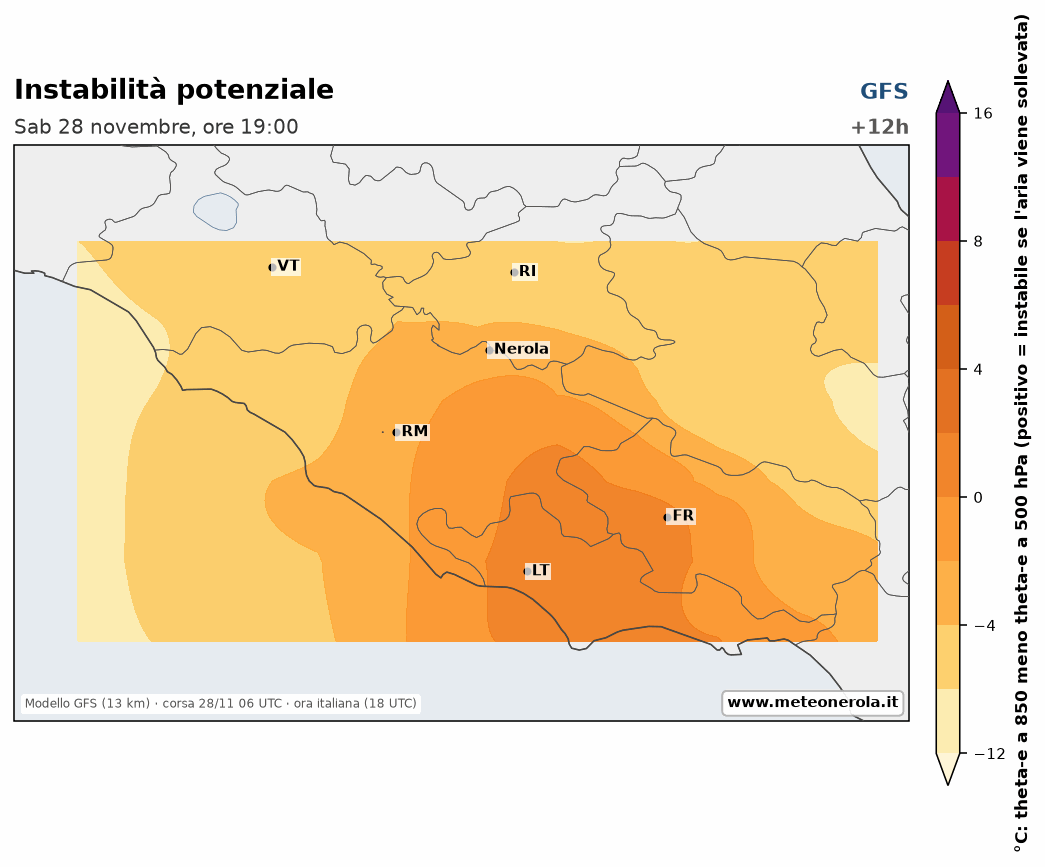 Instabilità potenziale
GFS
Sab 28 novembre, ore 19:00
+12h
VT
RI
Nerola
RM
FR
LT
Modello GFS (13 km) · corsa 28/11 06 UTC · ora italiana (18 UTC)
www.meteonerola.it
16
8
4
0
−4
−12
°C: theta-e a 850 meno theta-e a 500 hPa (positivo = instabile se l'aria viene sollevata)